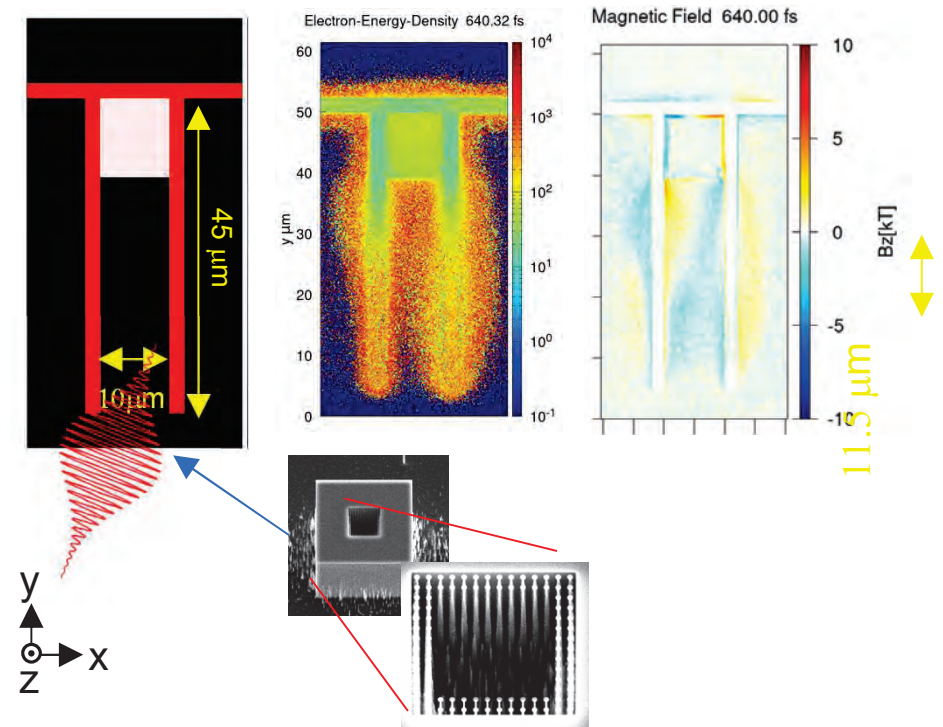 45 μm
10μm
y
z
x
Electron-Energy-Density 640.32 fs
y μm
60
50
40
30
20
10
0
10⁴
10³
10²
10¹
10⁰
10⁻¹
Magnetic Field 640.00 fs
10
5
0
-5
-10
Bz[kT]
11.5 μm